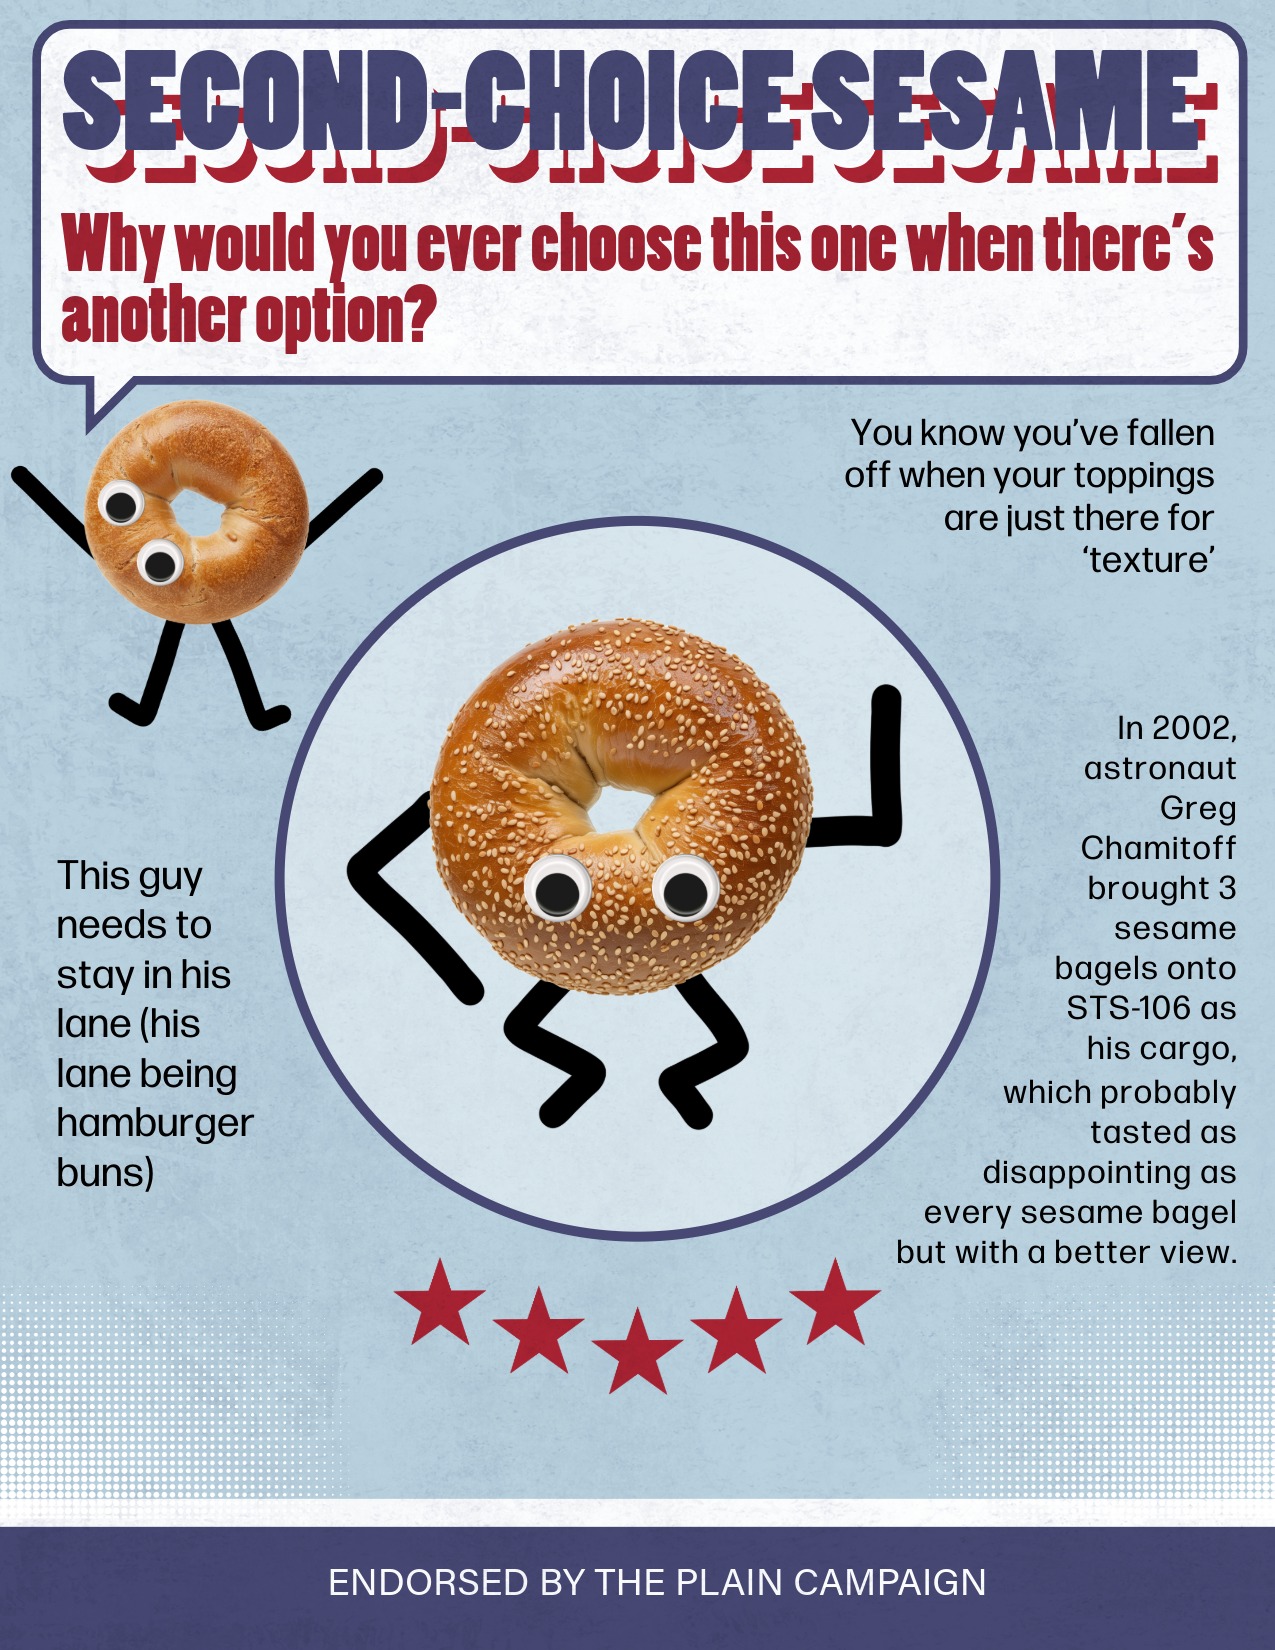 SECOND-CHOICE SESAME
Why would you ever choose this one when there's
another option?
You know you’ve fallen
off when your toppings
are just there for
‘texture’
This guy
needs to
stay in his
lane (his
lane being
hamburger
buns)
In 2002,
astronaut
Greg
Chamitoff
brought 3
sesame
bagels onto
STS-106 as
his cargo,
which probably
tasted as
disappointing as
every sesame bagel
but with a better view.
ENDORSED BY THE PLAIN CAMPAIGN